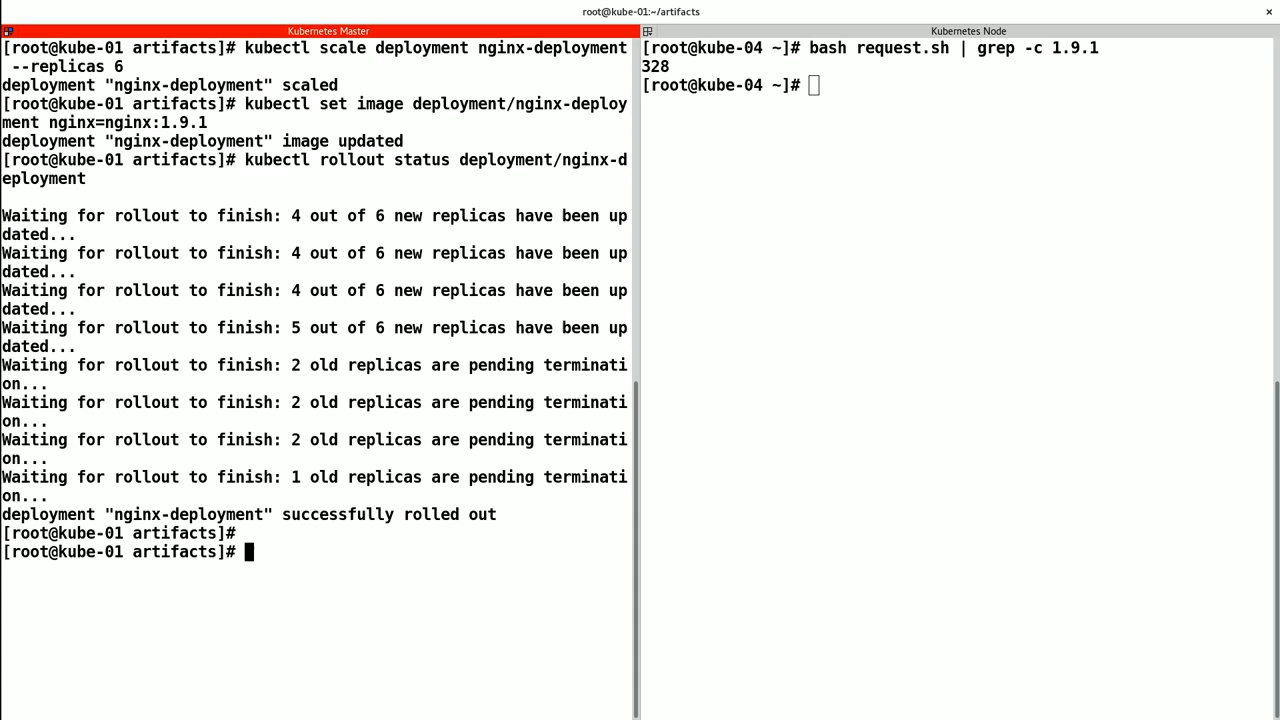 root@kube-01:~/artifacts
×
Kubernetes Master
[root@kube-01 artifacts]# kubectl scale deployment nginx-deployment
 --replicas 6
deployment "nginx-deployment" scaled
[root@kube-01 artifacts]# kubectl set image deployment/nginx-deploy
ment nginx=nginx:1.9.1
deployment "nginx-deployment" image updated
[root@kube-01 artifacts]# kubectl rollout status deployment/nginx-d
eployment
Waiting for rollout to finish: 4 out of 6 new replicas have been up
dated...
Waiting for rollout to finish: 4 out of 6 new replicas have been up
dated...
Waiting for rollout to finish: 4 out of 6 new replicas have been up
dated...
Waiting for rollout to finish: 5 out of 6 new replicas have been up
dated...
Waiting for rollout to finish: 2 old replicas are pending terminati
on...
Waiting for rollout to finish: 2 old replicas are pending terminati
on...
Waiting for rollout to finish: 2 old replicas are pending terminati
on...
Waiting for rollout to finish: 1 old replicas are pending terminati
on...
deployment "nginx-deployment" successfully rolled out
[root@kube-01 artifacts]#
[root@kube-01 artifacts]#
Kubernetes Node
[root@kube-04 ~]# bash request.sh | grep -c 1.9.1
328
[root@kube-04 ~]#